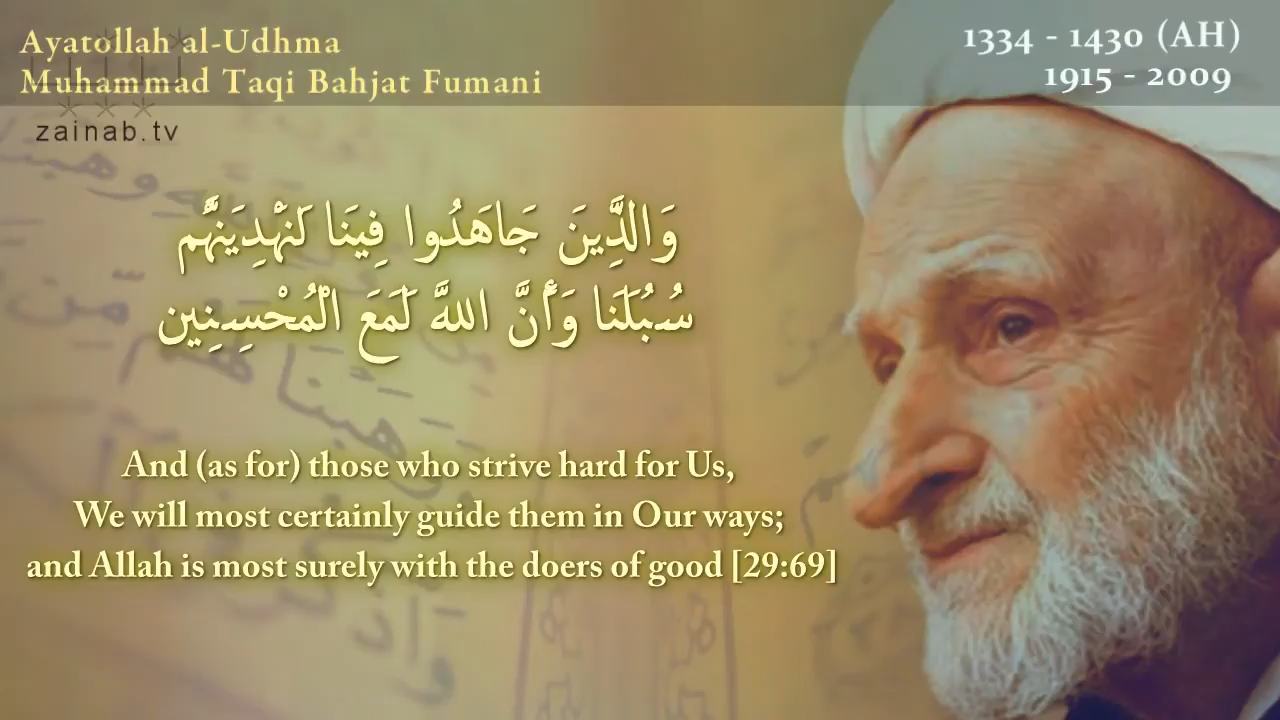 Ayatollah al-Udhma
Muhammad Taqi Bahjat Fumani
1334 - 1430 (AH)
1915 - 2009
zainab.tv
وَالَّذِينَ جَاهَدُوا فِينَا لَنَهْدِيَنَّهُم
سُبُلَنَا وَأَنَّ اللهَّ لَمَعَ الْمُحْسِنِين
And (as for) those who strive hard for Us,
We will most certainly guide them in Our ways;
and Allah is most surely with the doers of good [29:69]